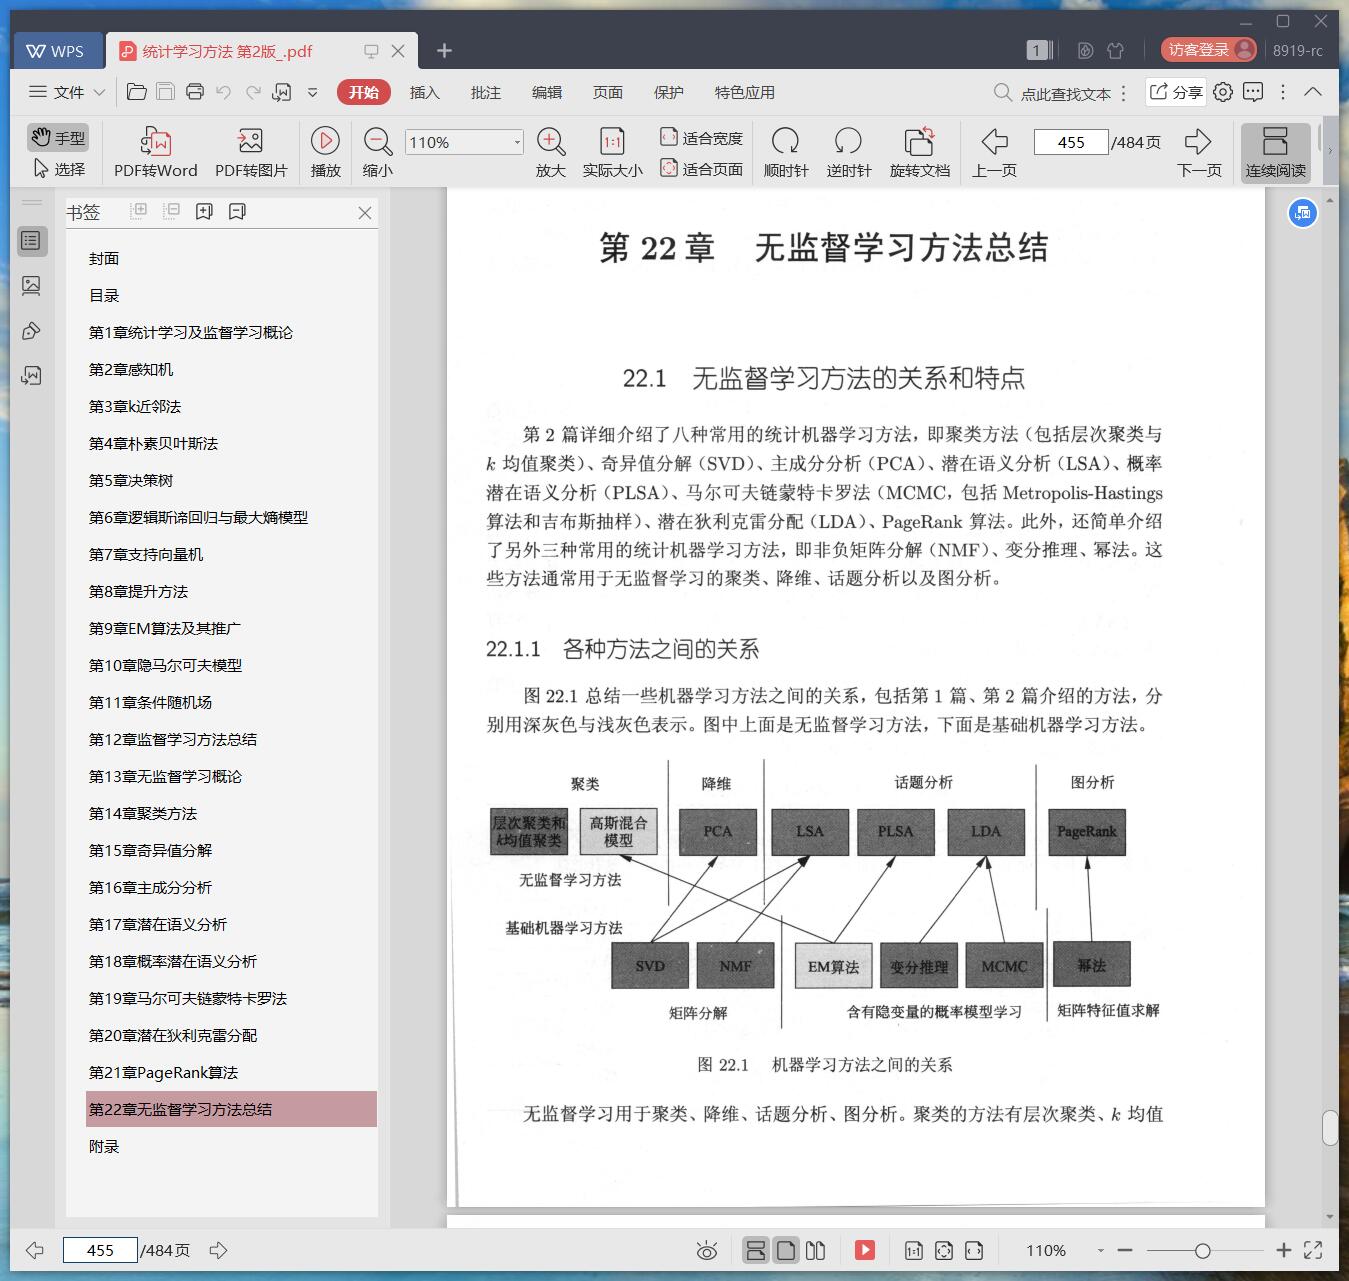 WPS
统计学习方法 第2版_.pdf
1
访客登录
8919-rc
文件
开始
插入
批注
编辑
页面
保护
特色应用
点此查找文本
分享
手型
选择
PDF转Word
PDF转图片
播放
缩小
110%
放大
1:1
实际大小
适合宽度
适合页面
顺时针
逆时针
旋转文档
上一页
455
/484页
下一页
连续阅读
书签
封面
目录
第1章统计学习及监督学习概论
第2章感知机
第3章k近邻法
第4章朴素贝叶斯法
第5章决策树
第6章逻辑斯谛回归与最大熵模型
第7章支持向量机
第8章提升方法
第9章EM算法及其推广
第10章隐马尔可夫模型
第11章条件随机场
第12章监督学习方法总结
第13章无监督学习概论
第14章聚类方法
第15章奇异值分解
第16章主成分分析
第17章潜在语义分析
第18章概率潜在语义分析
第19章马尔可夫链蒙特卡罗法
第20章潜在狄利克雷分配
第21章PageRank算法
第22章无监督学习方法总结
附录
第 22 章 无监督学习方法总结
22.1 无监督学习方法的关系和特点
第 2 篇详细介绍了八种常用的统计机器学习方法，即聚类方法（包括层次聚类与
k 均值聚类）、奇异值分解（SVD）、主成分分析（PCA）、潜在语义分析（LSA）、概率
潜在语义分析（PLSA）、马尔可夫链蒙特卡罗法（MCMC，包括 Metropolis-Hastings
算法和吉布斯抽样）、潜在狄利克雷分配（LDA）、PageRank 算法。此外，还简单介绍
了另外三种常用的统计机器学习方法，即非负矩阵分解（NMF）、变分推理、幂法。这
些方法通常用于无监督学习的聚类、降维、话题分析以及图分析。
22.1.1 各种方法之间的关系
图 22.1 总结一些机器学习方法之间的关系，包括第 1 篇、第 2 篇介绍的方法，分
别用深灰色与浅灰色表示。图中上面是无监督学习方法，下面是基础机器学习方法。
聚类
降维
话题分析
图分析
层次聚类和
k均值聚类
高斯混合
模型
PCA
LSA
PLSA
LDA
PageRank
无监督学习方法
基础机器学习方法
SVD
NMF
EM算法
变分推理
MCMC
幂法
矩阵分解
含有隐变量的概率模型学习
矩阵特征值求解
图 22.1 机器学习方法之间的关系
无监督学习用于聚类、降维、话题分析、图分析。聚类的方法有层次聚类、k 均值
455
/484页
1:1
110%